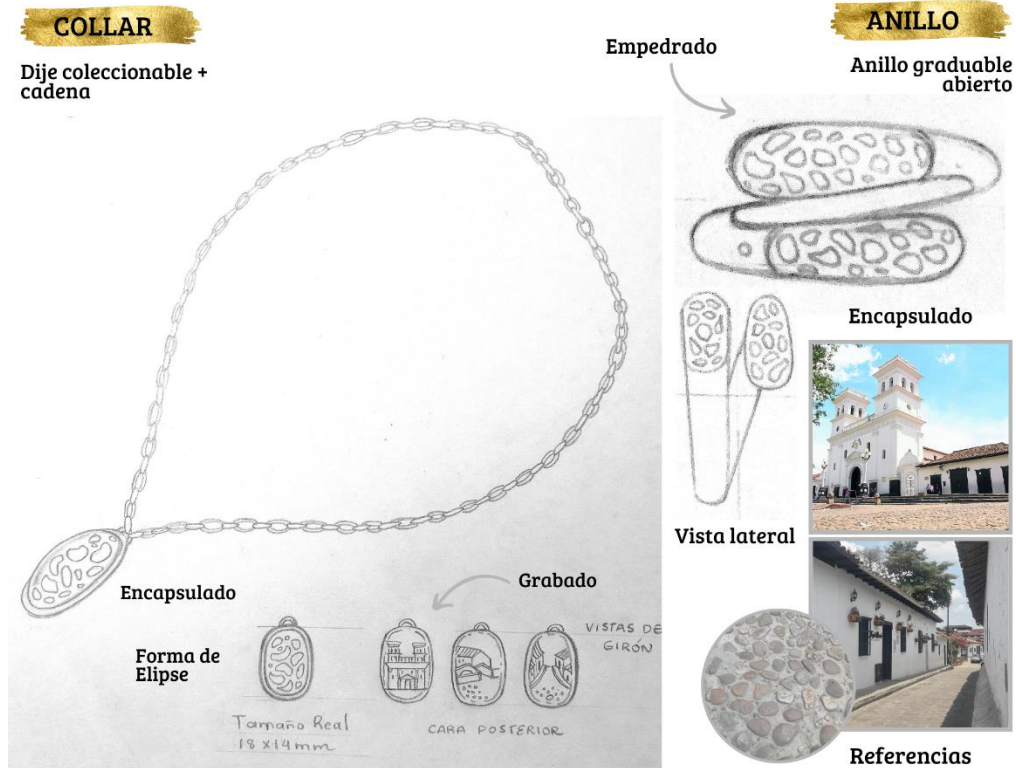 COLLAR
Dije coleccionable +
cadena
ANILLO
Anillo graduable
abierto
Empedrado
Encapsulado
Vista lateral
Encapsulado
Grabado
Forma de
Elipse
VISTAS DE
GIRÓN
Tamaño Real
18 X 14 mm
CARA POSTERIOR
Referencias